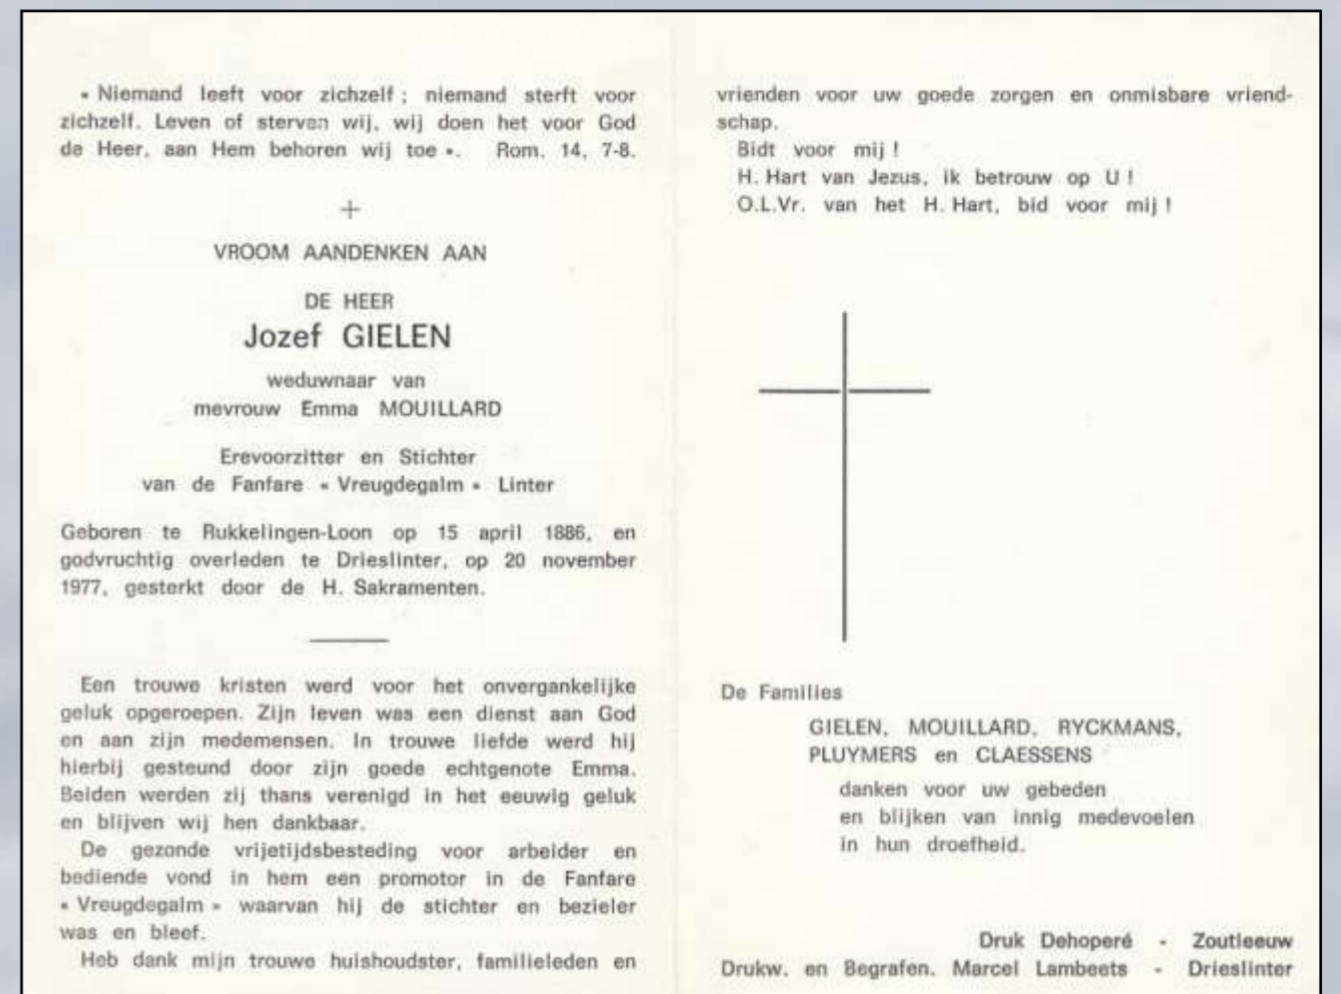 « Niemand leeft voor zichzelf ; niemand sterft voor
zichzelf. Leven of sterven wij, wij doen het voor God
de Heer, aan Hem behoren wij toe ». Rom. 14, 7-8.
VROOM AANDENKEN AAN
DE HEER
Jozef GIELEN
weduwnaar van
mevrouw Emma MOUILLARD
Erevoorzitter en Stichter
van de Fanfare « Vreugdegalm » Linter
Geboren te Rukkelingen-Loon op 15 april 1886, en
godvruchtig overleden te Drieslinter, op 20 november
1977, gesterkt door de H. Sakramenten.
Een trouwe kristen werd voor het onvergankelijke
geluk opgeroepen. Zijn leven was een dienst aan God
en aan zijn medemensen. In trouwe liefde werd hij
hierbij gesteund door zijn goede echtgenote Emma.
Beiden werden zij thans verenigd in het eeuwig geluk
en blijven wij hen dankbaar.
De gezonde vrijetijdsbesteding voor arbeider en
bediende vond in hem een promotor in de Fanfare
« Vreugdegalm » waarvan hij de stichter en bezieler
was en bleef.
Heb dank mijn trouwe huishoudster, familieleden en
vrienden voor uw goede zorgen en onmisbare vriend-
schap.
Bidt voor mij !
H. Hart van Jezus, ik betrouw op U !
O.L.Vr. van het H. Hart, bid voor mij !
De Families
GIELEN, MOUILLARD, RYCKMANS,
PLUYMERS en CLAESSENS
danken voor uw gebeden
en blijken van innig medevoelen
in hun droefheid.
Druk Dehoperé - Zoutleeuw
Drukw. en Begrafen. Marcel Lambeets - Drieslinter